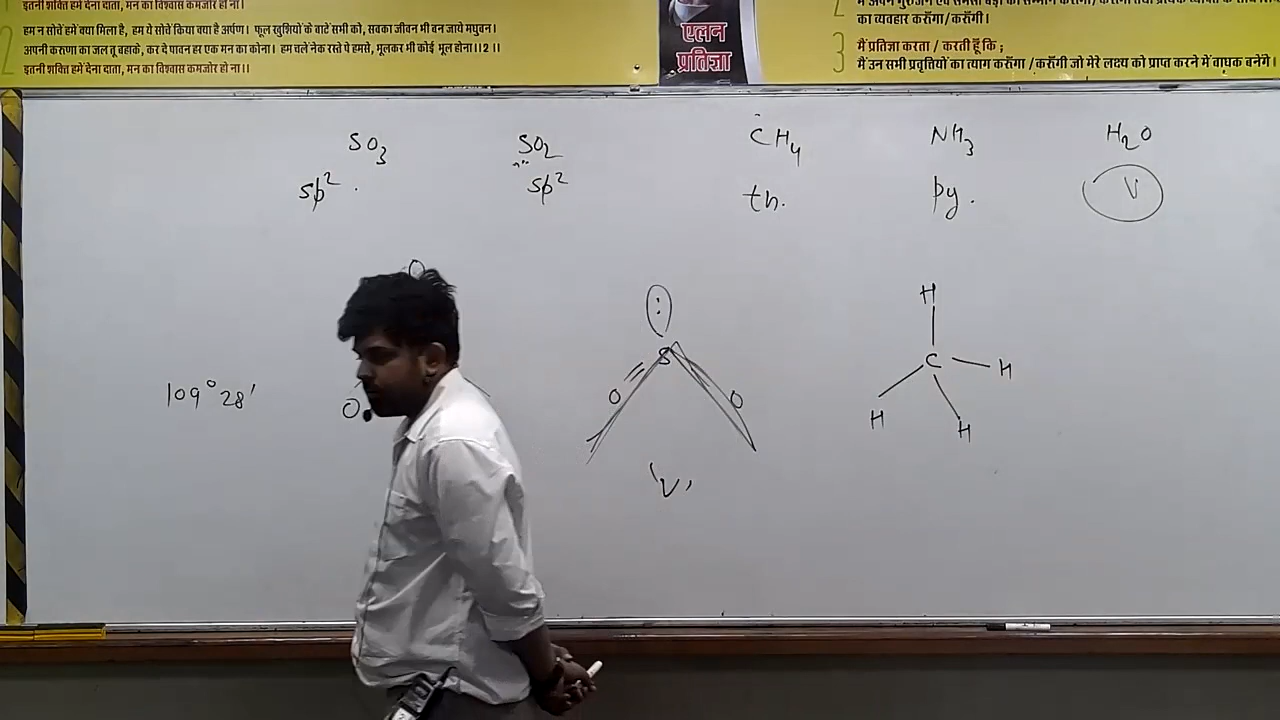 इतनी शक्ति हमें देना दाता, मन का विश्वास कमजोर हो ना।
हम न सोचें हमें क्या मिला है, हम ये सोचें किया क्या है अर्पण। फूल खुशियों के बाटें सभी को, सबका जीवन भी बन जाये मधुबन।
2 अपनी करुणा का जल तू बहाके, कर दे पावन हर एक मन का कोना। हम चलें नेक रस्ते पे हमसे, भूलकर भी कोई भूल होना।।2।।
इतनी शक्ति हमें देना दाता, मन का विश्वास कमजोर हो ना।।
एलन
प्रतिज्ञा
2
का व्यवहार करूँगा/करूँगी।
3 मैं प्रतिज्ञा करता / करती हूँ कि ;
मैं उन सभी प्रवृत्तियों का त्याग करूँगा /करूँगी जो मेरे लक्ष्य को प्राप्त करने में बाधक बनेंगे।
SO3 SO2 CH4 NH3 H2O
sp2 . sp2 th. py. V
109°28'
O
O
: S
O O
'V'
H
C H
H H